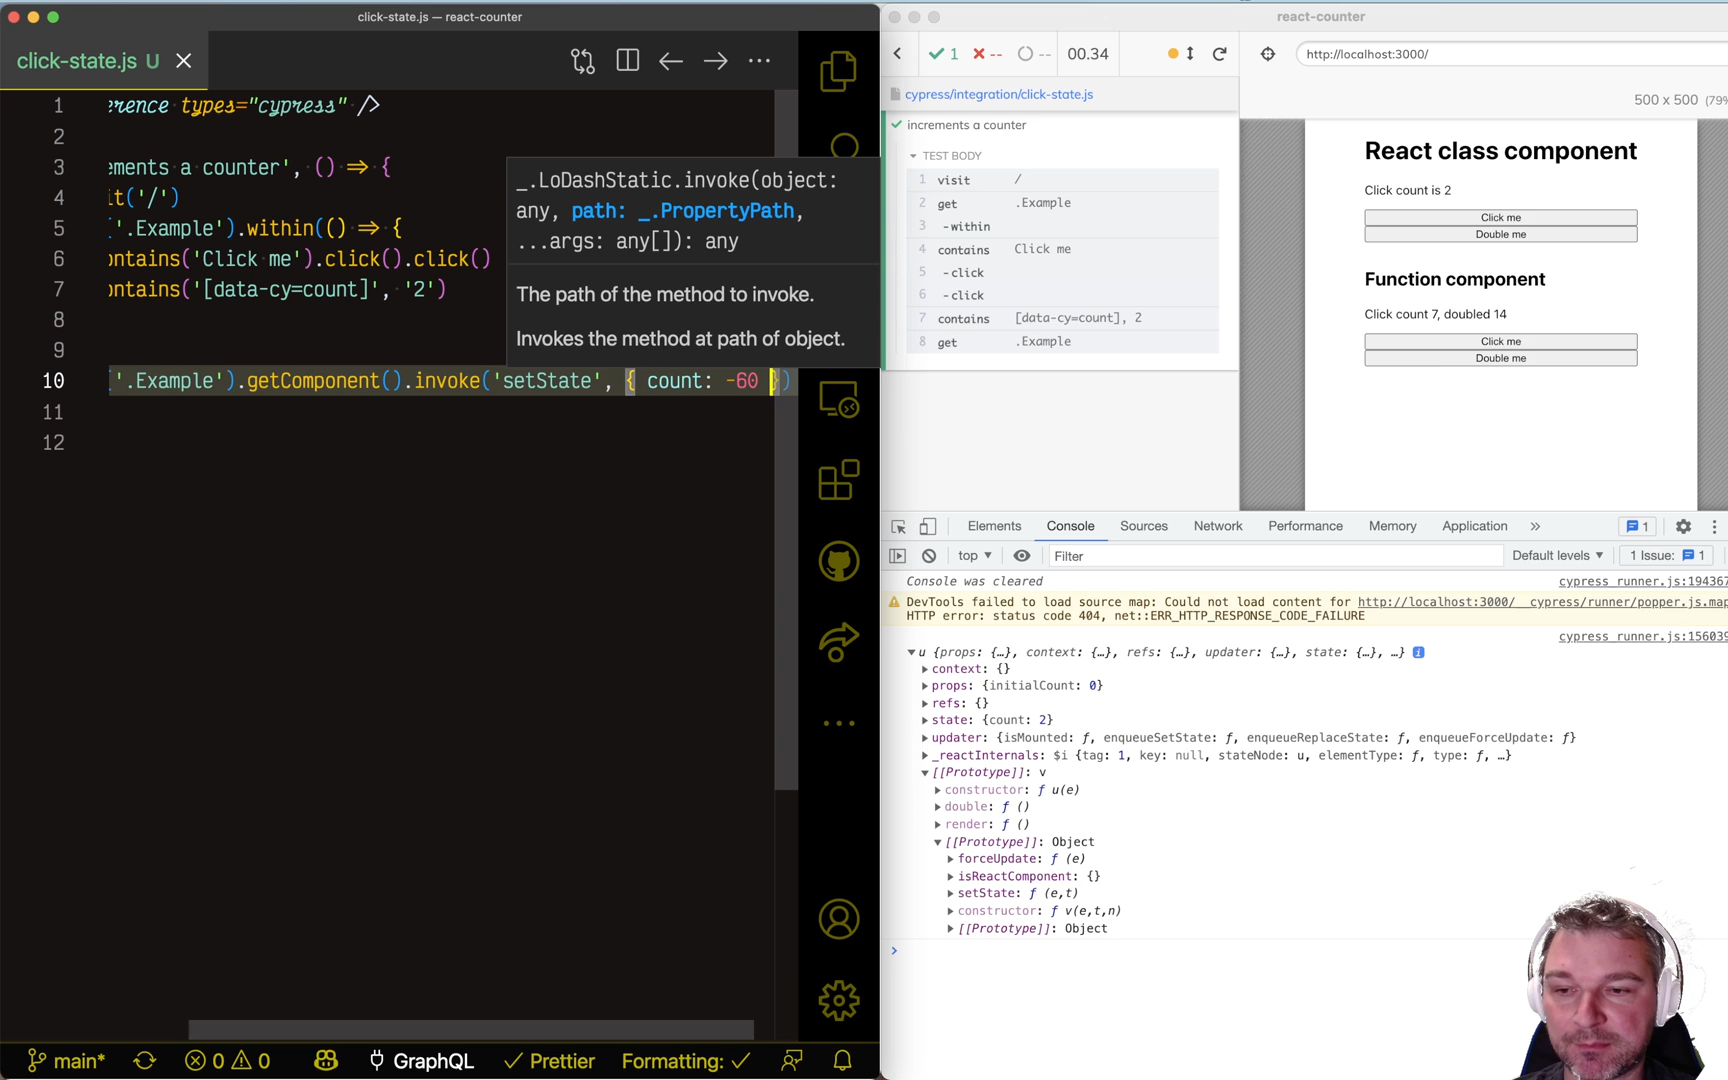 click-state.js — react-counter
click-state.js U
1 erence types="cypress" />
2
3 ements a counter', () => {
4 it('/')
5 ('.Example').within(() => {
6 ontains('Click me').click().click()
7 ontains('[data-cy=count]', '2')
8
9
10 ('.Example').getComponent().invoke('setState', { count: -60 })
11
12
_.LoDashStatic.invoke(object:
any, path: _.PropertyPath,
...args: any[]): any
The path of the method to invoke.
Invokes the method at path of object.
main* 0 0 GraphQL Prettier Formatting:
react-counter
1 -- -- 00.34 http://localhost:3000/
cypress/integration/click-state.js
500 x 500 (79%
increments a counter
TEST BODY
1 visit /
2 get .Example
3 -within
4 contains Click me
5 -click
6 -click
7 contains [data-cy=count], 2
8 get .Example
React class component
Click count is 2
Click me
Double me
Function component
Click count 7, doubled 14
Click me
Double me
Elements Console Sources Network Performance Memory Application » 1
top Filter Default levels 1 Issue: 1
Console was cleared cypress_runner.js:194367
DevTools failed to load source map: Could not load content for http://localhost:3000/__cypress/runner/popper.js.map
HTTP error: status code 404, net::ERR_HTTP_RESPONSE_CODE_FAILURE
cypress_runner.js:156039
u {props: {…}, context: {…}, refs: {…}, updater: {…}, state: {…}, …}
context: {}
props: {initialCount: 0}
refs: {}
state: {count: 2}
updater: {isMounted: ƒ, enqueueSetState: ƒ, enqueueReplaceState: ƒ, enqueueForceUpdate: ƒ}
_reactInternals: $i {tag: 1, key: null, stateNode: u, elementType: ƒ, type: ƒ, …}
[[Prototype]]: v
constructor: ƒ u(e)
double: ƒ ()
render: ƒ ()
[[Prototype]]: Object
forceUpdate: ƒ (e)
isReactComponent: {}
setState: ƒ (e,t)
constructor: ƒ v(e,t,n)
[[Prototype]]: Object